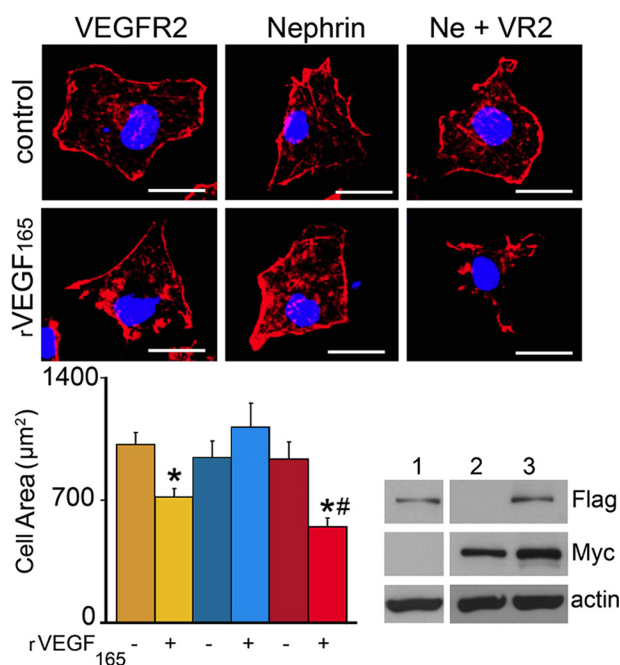 VEGFR2 Nephrin Ne + VR2
control
rVEGF165
1400
700
0
Cell Area (µm²)
* *#
rVEGF165 - + - + - +
1 2 3
Flag
Myc
actin